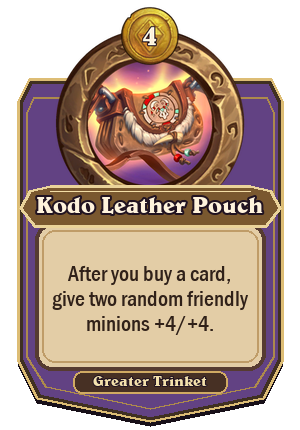 4
Kodo Leather Pouch
After you buy a card,
give two random friendly
minions +4/+4.
Greater Trinket